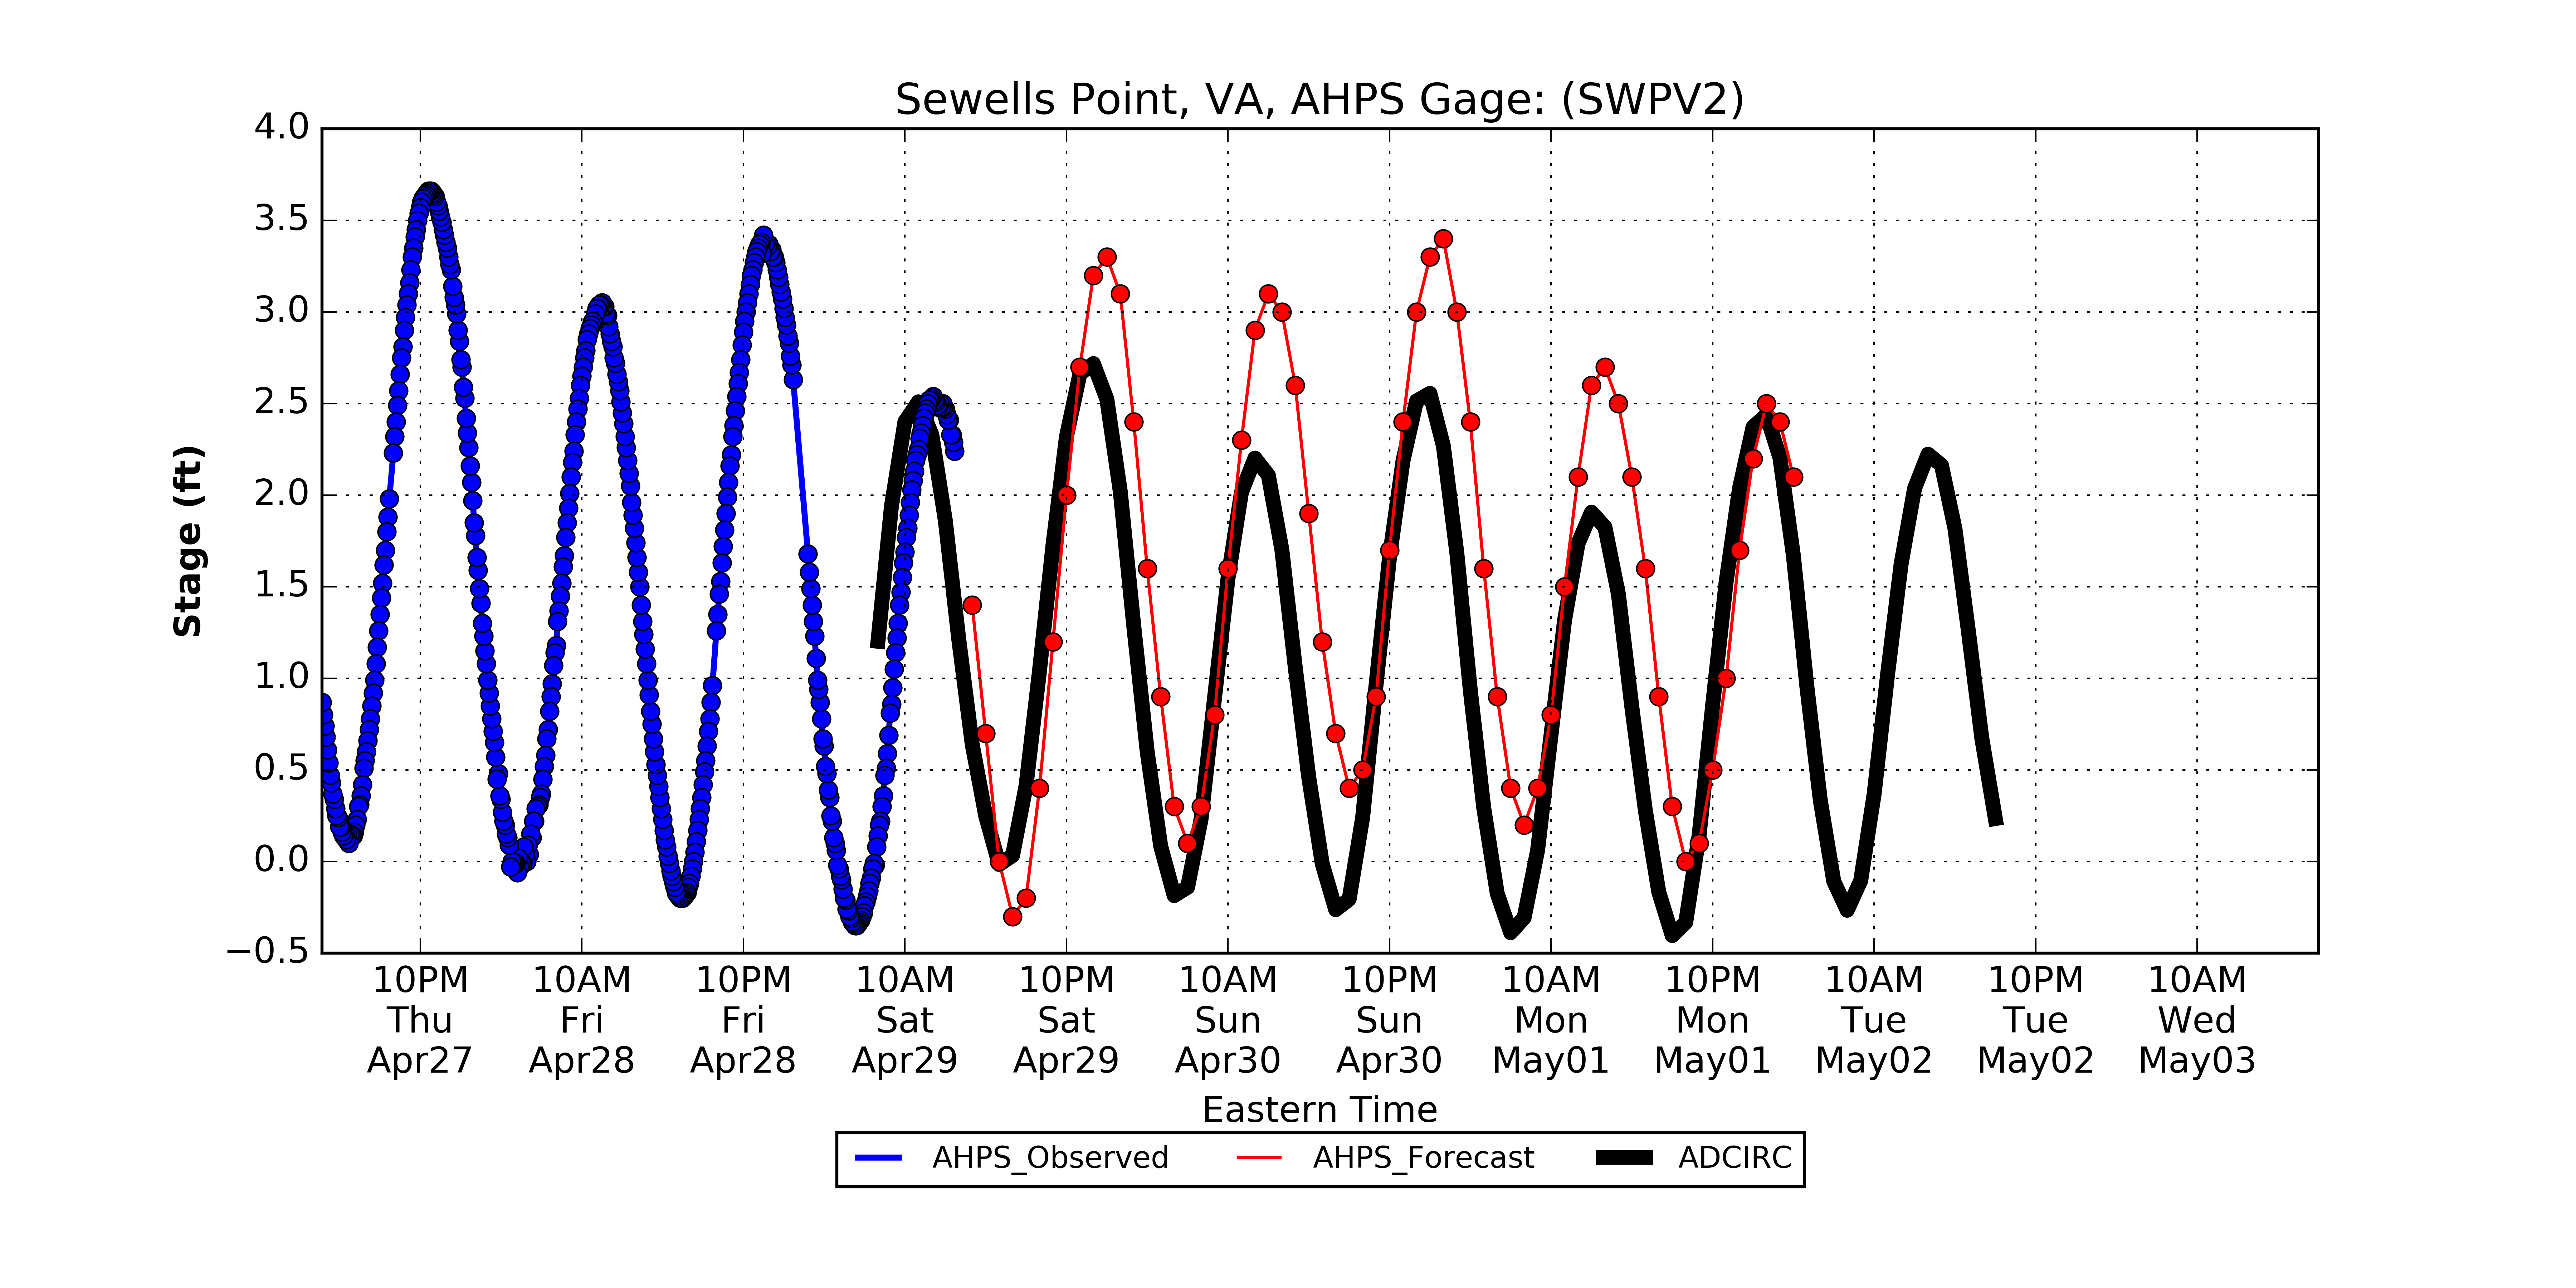 Sewells Point, VA, AHPS Gage: (SWPV2)
4.0
3.5
3.0
2.5
2.0
1.5
1.0
0.5
0.0
−0.5
Stage (ft)
10PM 10AM 10PM 10AM 10PM 10AM 10PM 10AM 10PM 10AM 10PM 10AM
Thu Fri Fri Sat Sat Sun Sun Mon Mon Tue Tue Wed
Apr27 Apr28 Apr28 Apr29 Apr29 Apr30 Apr30 May01 May01 May02 May02 May03
Eastern Time
AHPS_Observed AHPS_Forecast ADCIRC